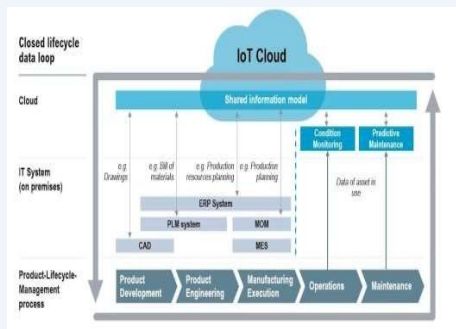 Closed lifecycle
data loop
IoT Cloud
Cloud
Shared information model
Condition
Monitoring
Predictive
Maintenance
IT System
(on premises)
e.g.
Drawings
e.g. Bill of
materials
e.g. Production
resources planning
e.g. Production
planning
Data of asset in
use
ERP System
PLM system
MOM
CAD
MES
Product-Lifecycle-
Management
process
Product
Development
Product
Engineering
Manufacturing
Execution
Operations
Maintenance